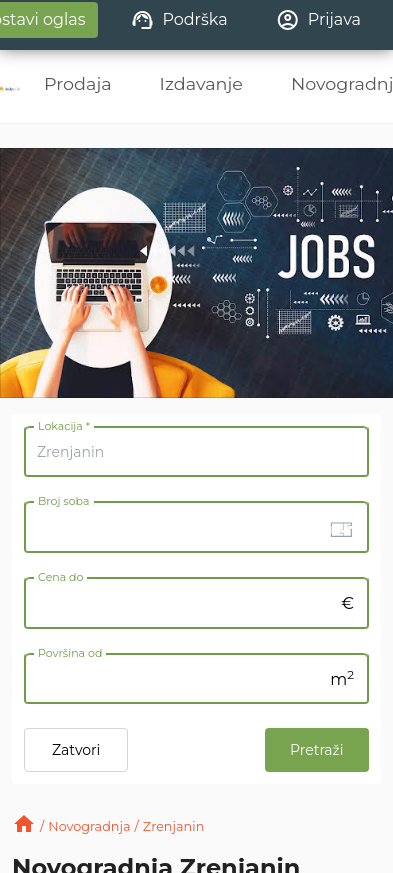 ostavi oglas
Podrška
Prijava
Prodaja
Izdavanje
Novogradnj
JOBS
Lokacija *
Zrenjanin
Broj soba
Cena do
€
Površina od
m²
Zatvori
Pretraži
/ Novogradnja / Zrenjanin
Novogradnja Zrenjanin